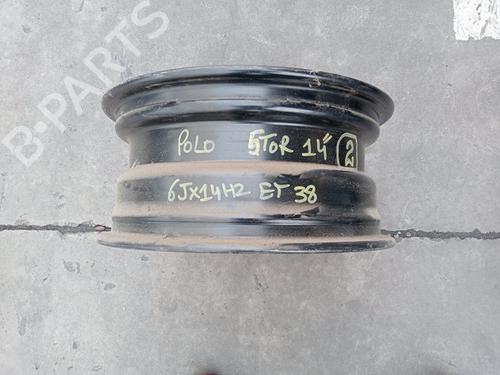 B-PARTS
POLO 5TOR 14" 2
6JX14H2 ET 38